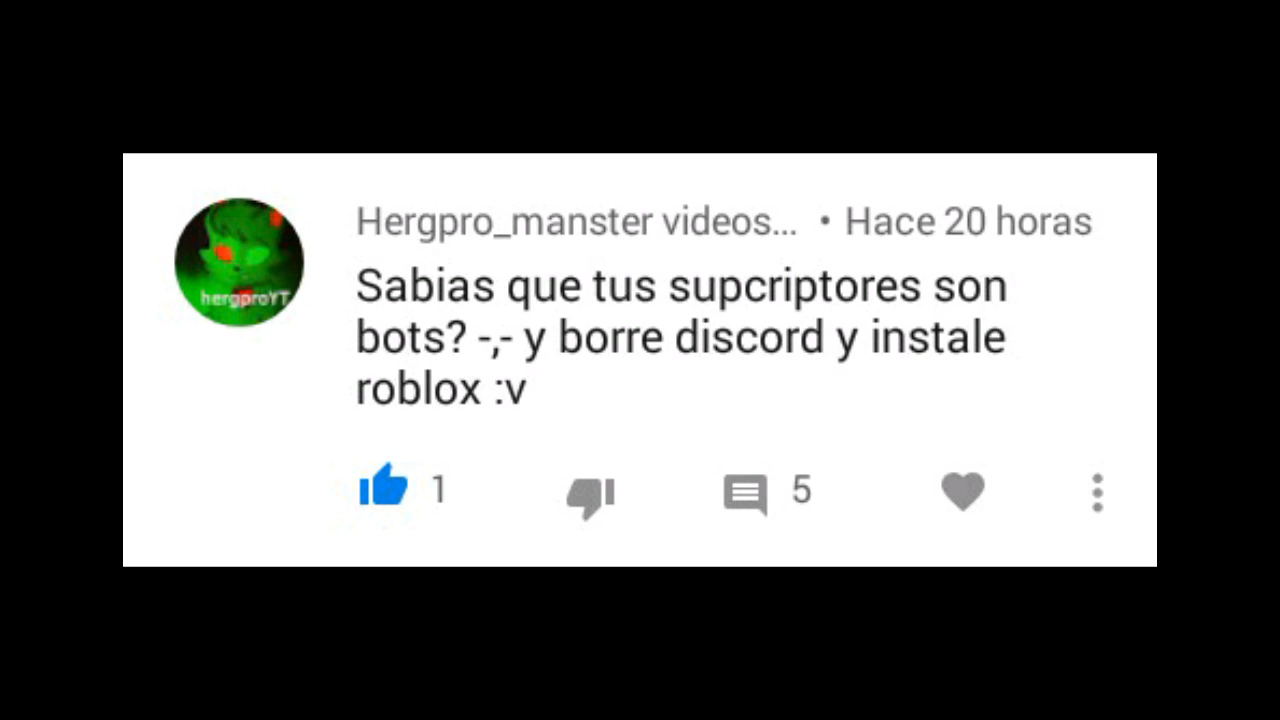 Hergpro_manster videos... • Hace 20 horas
Sabias que tus supcriptores son
bots? -,- y borre discord y instale
roblox :v
hergproYT
1
5